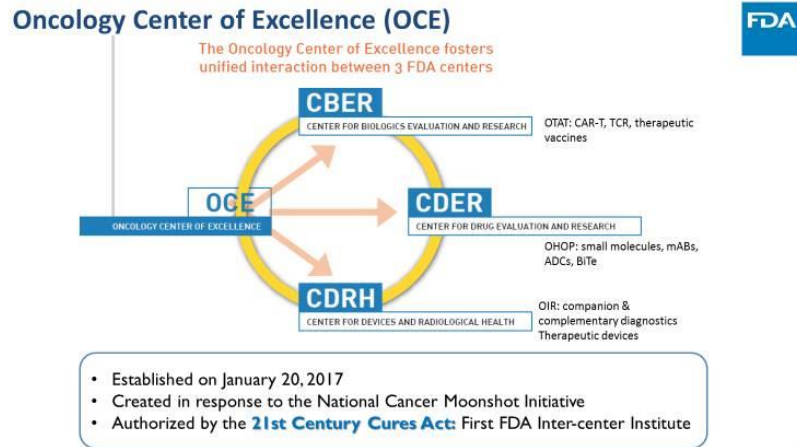 Oncology Center of Excellence (OCE)
FDA
The Oncology Center of Excellence fosters
unified interaction between 3 FDA centers
CBER
CENTER FOR BIOLOGICS EVALUATION AND RESEARCH
OTAT: CAR-T, TCR, therapeutic
vaccines
OCE
ONCOLOGY CENTER OF EXCELLENCE
CDER
CENTER FOR DRUG EVALUATION AND RESEARCH
OHOP: small molecules, mABs,
ADCs, BiTe
CDRH
CENTER FOR DEVICES AND RADIOLOGICAL HEALTH
OIR: companion &
complementary diagnostics
Therapeutic devices
• Established on January 20, 2017
• Created in response to the National Cancer Moonshot Initiative
• Authorized by the 21st Century Cures Act: First FDA Inter-center Institute